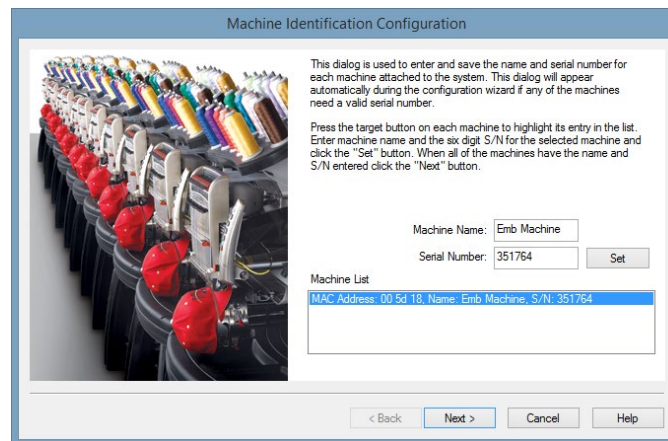 Machine Identification Configuration
This dialog is used to enter and save the name and serial number for
each machine attached to the system. This dialog will appear
automatically during the configuration wizard if any of the machines
need a valid serial number.
Press the target button on each machine to highlight its entry in the list.
Enter machine name and the six digit S/N for the selected machine and
click the "Set" button. When all of the machines have the name and
S/N entered click the "Next" button.
Machine Name: Emb Machine
Serial Number: 351764 Set
Machine List
MAC Address: 00 5d 18, Name: Emb Machine, S/N: 351764
< Back Next > Cancel Help